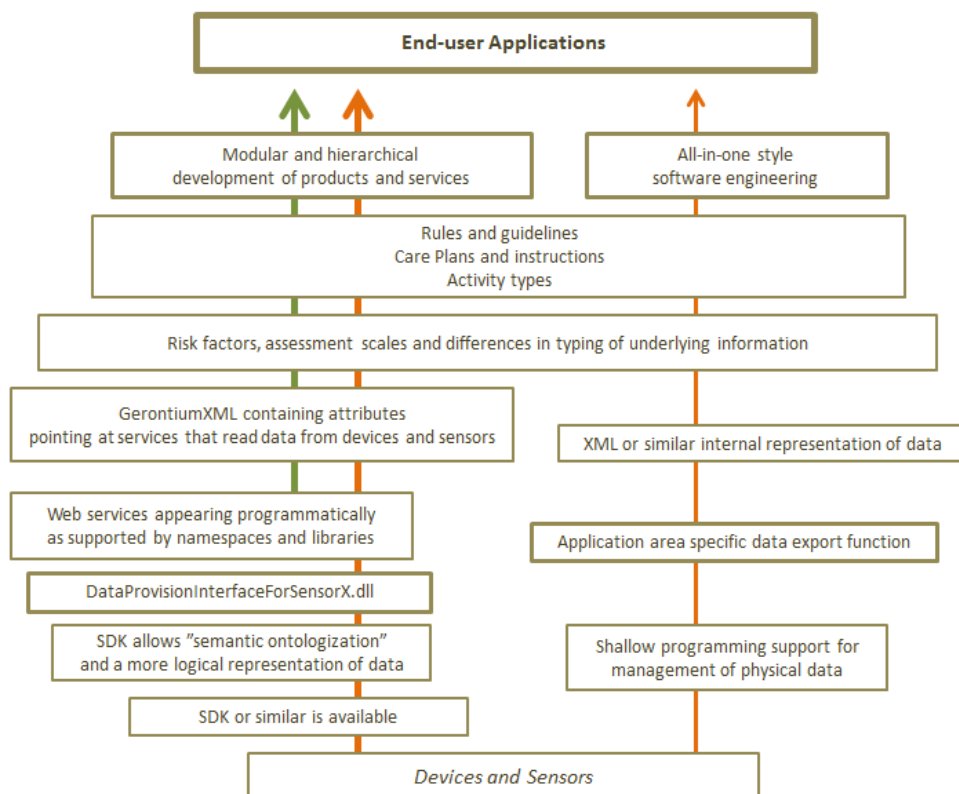 End-user Applications
Modular and hierarchical
development of products and services
All-in-one style
software engineering
Rules and guidelines
Care Plans and instructions
Activity types
Risk factors, assessment scales and differences in typing of underlying information
GerontiumXML containing attributes
pointing at services that read data from devices and sensors
XML or similar internal representation of data
Web services appearing programmatically
as supported by namespaces and libraries
Application area specific data export function
DataProvisionInterfaceForSensorX.dll
SDK allows ”semantic ontologization”
and a more logical representation of data
Shallow programming support for
management of physical data
SDK or similar is available
Devices and Sensors